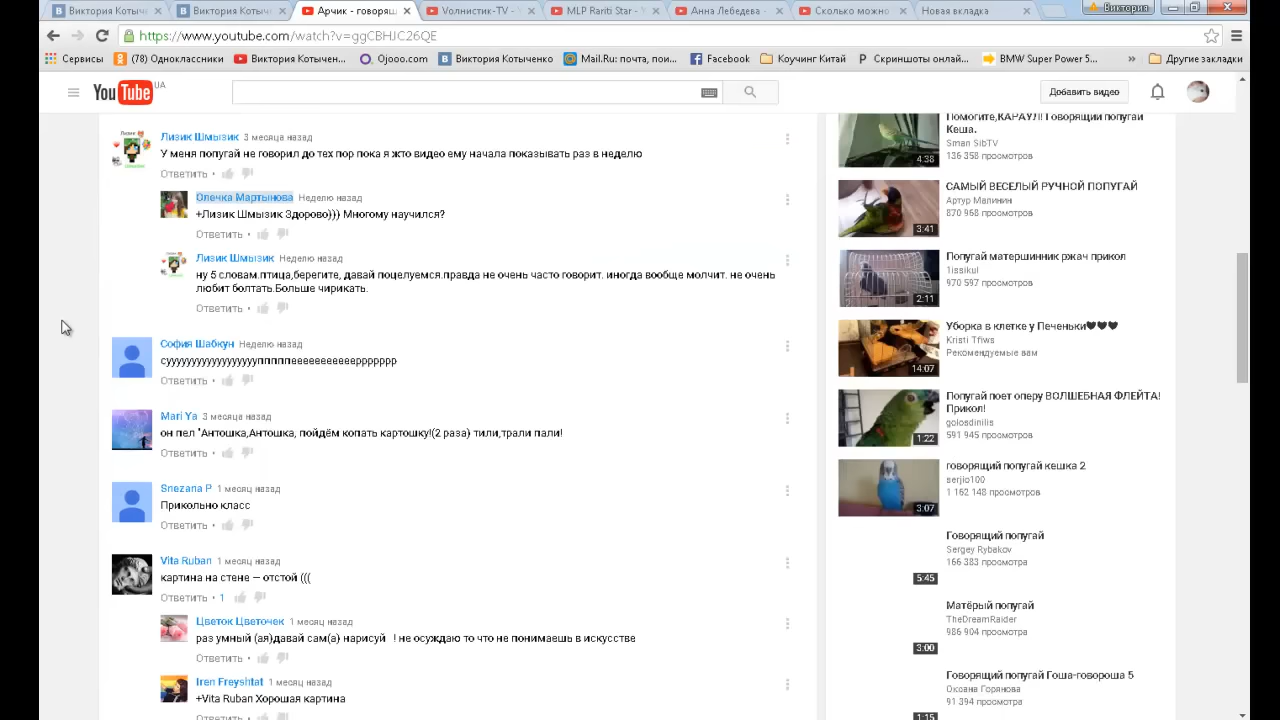 Виктория Котыч
Виктория Котыч
Арчик - говорящ
Волнистик-TV -
MLP Rariti Star -
Анна Лебедева
Сколько можно
Новая вкладка
Виктория
https://www.youtube.com/watch?v=ggCBHJC26QE
Сервисы
(78) Одноклассники
Виктория Котычен...
Ojooo.com
Виктория Котыченко
Mail.Ru: почта, пои...
Facebook
Коучинг Китай
Скриншоты онлай...
BMW Super Power 5...
»
Другие закладки
YouTube UA
Добавить видео
Лизик Шмызик 3 месяца назад
У меня попугай не говорил до тех пор пока я жто видео ему начала показывать раз в неделю
Ответить •
Олечка Мартынова Неделю назад
+Лизик Шмызик Здорово))) Многому научился?
Ответить •
Лизик Шмызик Неделю назад
ну 5 словам.птица,берегите, давай поцелуемся.правда не очень часто говорит. иногда вообще молчит. не очень
любит болтать.Больше чирикать.
Ответить •
София Шабкун Неделю назад
Ответить •
Mari Ya 3 месяца назад
он пел "Антошка,Антошка, пойдём копать картошку!(2 раза) тили,трали пали!
Ответить •
Snezana P 1 месяц назад
Прикольно класс
Ответить •
Vita Ruban 1 месяц назад
картина на стене — отстой (((
Ответить • 1
Цветок Цветочек 1 месяц назад
раз умный (ая)давай сам(а) нарисуй ! не осуждаю то что не понимаешь в искусстве
Ответить •
Iren Freyshtat 1 месяц назад
+Vita Ruban Хорошая картина
Ответить •
Помогите,КАРАУЛ! Говорящий попугай
Кеша.
Sman SibTV
136 358 просмотров
4:38
САМЫЙ ВЕСЕЛЫЙ РУЧНОЙ ПОПУГАЙ
Артур Малинин
870 968 просмотров
3:41
Попугай матершинник ржач прикол
1issikul
970 597 просмотров
2:11
Уборка в клетке у Печеньки♥♥♥
Kristi Tfiws
Рекомендуемые вам
14:07
Попугай поет оперу ВОЛШЕБНАЯ ФЛЕЙТА!
Прикол!
golosdinilis
591 945 просмотров
1:22
говорящий попугай кешка 2
serjio100
1 162 148 просмотров
3:07
Говорящий попугай
Sergey Rybakov
166 383 просмотра
5:45
Матёрый попугай
TheDreamRaider
986 904 просмотра
3:00
Говорящий попугай Гоша-говороша 5
Оксана Горянова
91 394 просмотра
1:15